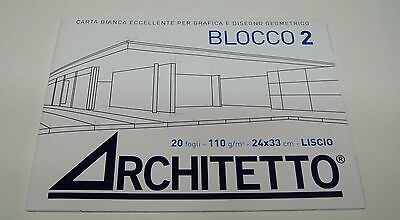 CARTA BIANCA ECCELLENTE PER GRAFICA E DISEGNO GEOMETRICO
BLOCCO 2
20 fogli - 110 g/m² - 24x33 cm - LISCIO
ARCHITETTO®